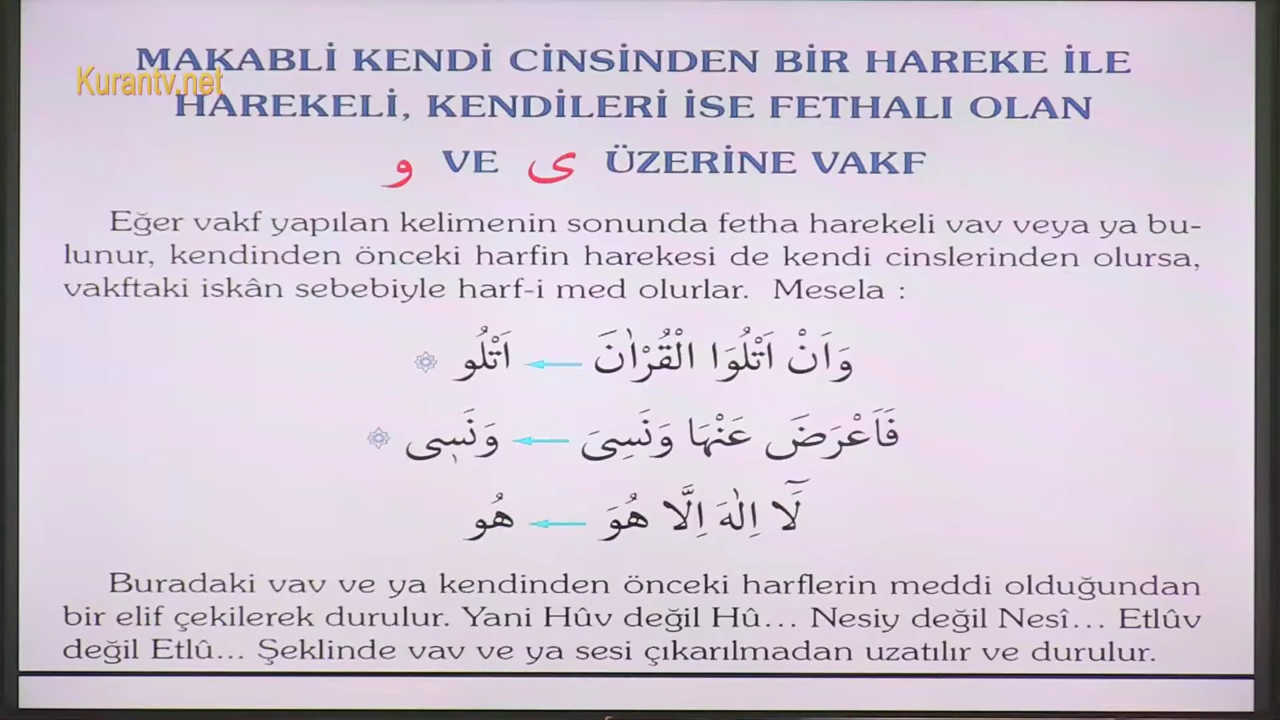 MAKABLİ KENDİ CİNSİNDEN BİR HAREKE İLE
Kurantv.net
HAREKELİ, KENDİLERİ İSE FETHALI OLAN
و VE ى ÜZERİNE VAKF
Eğer vakf yapılan kelimenin sonunda fetha harekeli vav veya ya bu-
lunur, kendinden önceki harfin harekesi de kendi cinslerinden olursa,
vakftaki iskân sebebiyle harf-i med olurlar. Mesela :
وَاَنْ اَتْلُوَا الْقُرْاٰنَ ← اَتْلُو
فَاَعْرَضَ عَنْهَا وَنَسِىَ ← وَنَسٖى
لَٓا اِلٰهَ اِلَّا هُوَ ← هُو
Buradaki vav ve ya kendinden önceki harflerin meddi olduğundan
bir elif çekilerek durulur. Yani Hûv değil Hû... Nesiy değil Nesî... Etlûv
değil Etlû... Şeklinde vav ve ya sesi çıkarılmadan uzatılır ve durulur.